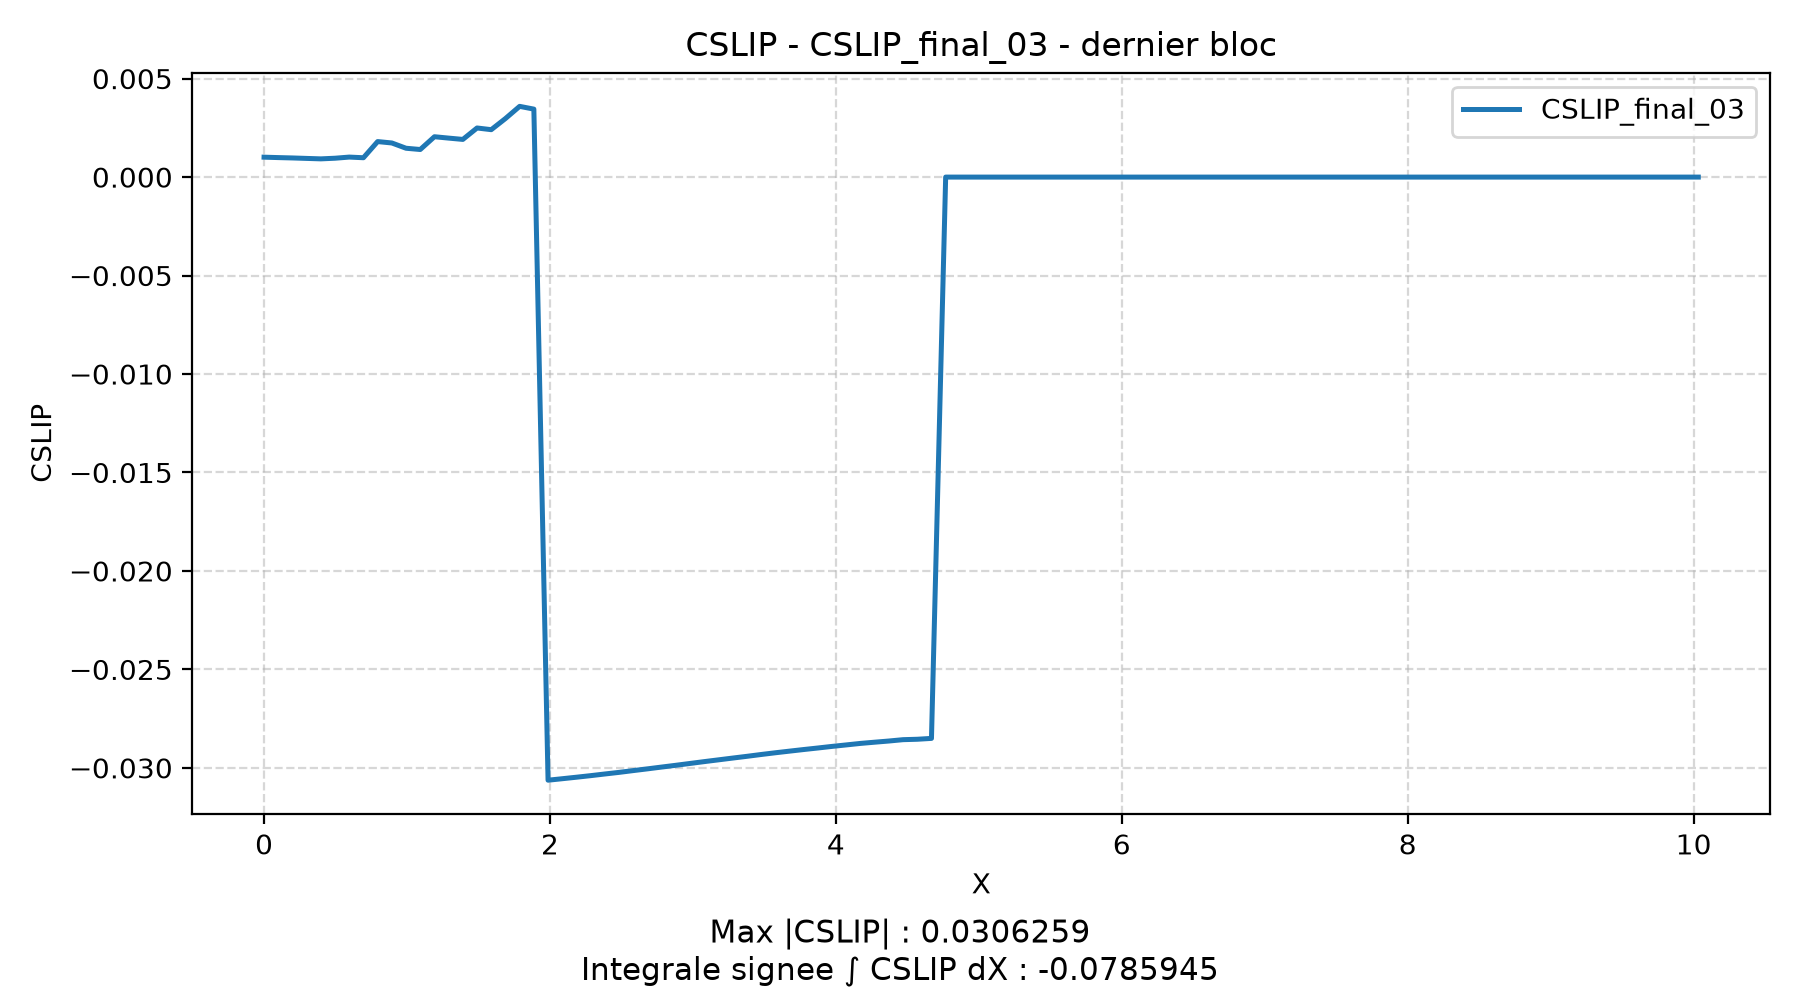 CSLIP - CSLIP_final_03 - dernier bloc
0.005
CSLIP_final_03
0.000
−0.005
−0.010
CSLIP
−0.015
−0.020
−0.025
−0.030
0 2 4 6 8 10
X
Max |CSLIP| : 0.0306259
Integrale signee ∫ CSLIP dX : -0.0785945